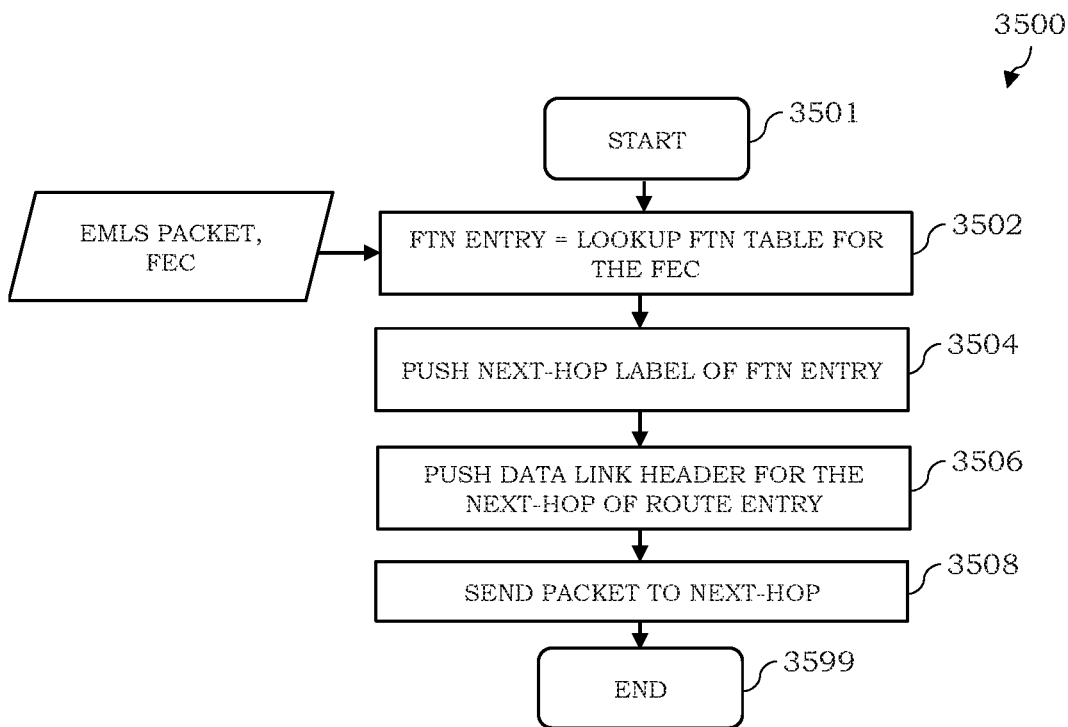 3500
3501
START
EMLS PACKET,
FEC
FTN ENTRY = LOOKUP FTN TABLE FOR
THE FEC
3502
3504
PUSH NEXT-HOP LABEL OF FTN ENTRY
PUSH DATA LINK HEADER FOR THE
NEXT-HOP OF ROUTE ENTRY
3506
3508
SEND PACKET TO NEXT-HOP
3599
END